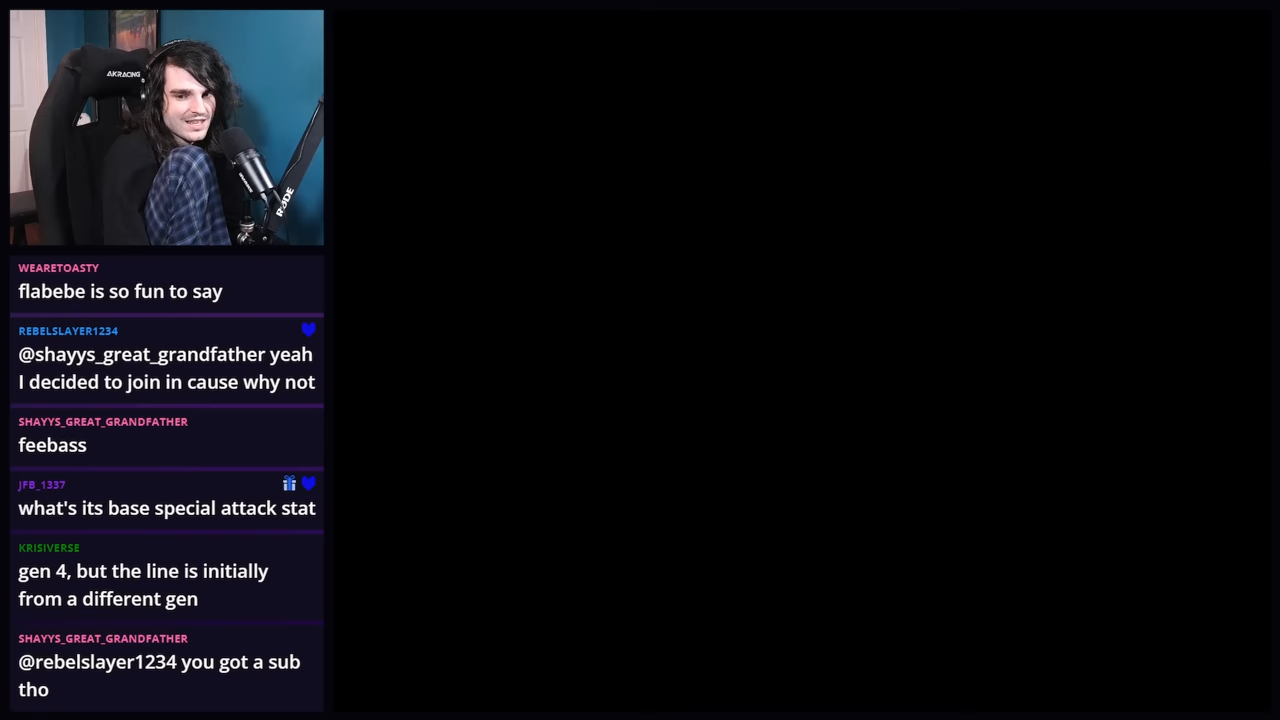 AKRACING
RØDE
WEARETOASTY
flabebe is so fun to say
REBELSLAYER1234
@shayys_great_grandfather yeah
I decided to join in cause why not
SHAYYS_GREAT_GRANDFATHER
feebass
JFB_1337
what's its base special attack stat
KRISIVERSE
gen 4, but the line is initially
from a different gen
SHAYYS_GREAT_GRANDFATHER
@rebelslayer1234 you got a sub
tho